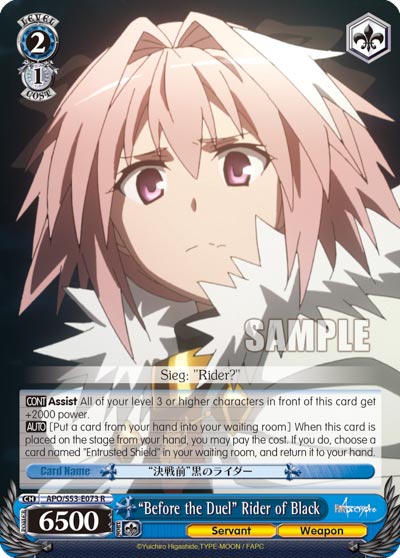 LEVEL
2
1
COST
SAMPLE
Sieg: "Rider?"
CONT Assist All of your level 3 or higher characters in front of this card get
+2000 power.
AUTO [Put a card from your hand into your waiting room] When this card is
placed on the stage from your hand, you may pay the cost. If you do, choose a card
named "Entrusted Shield" in your waiting room, and return it to your hand.
Card Name
“決戦前”黒のライダー
CH
APO/S53-E073 R
POWER
6500
“Before the Duel” Rider of Black
Fate/Apocrypha
Servant
Weapon
©Yuichiro Higashide,TYPE-MOON / FAPC